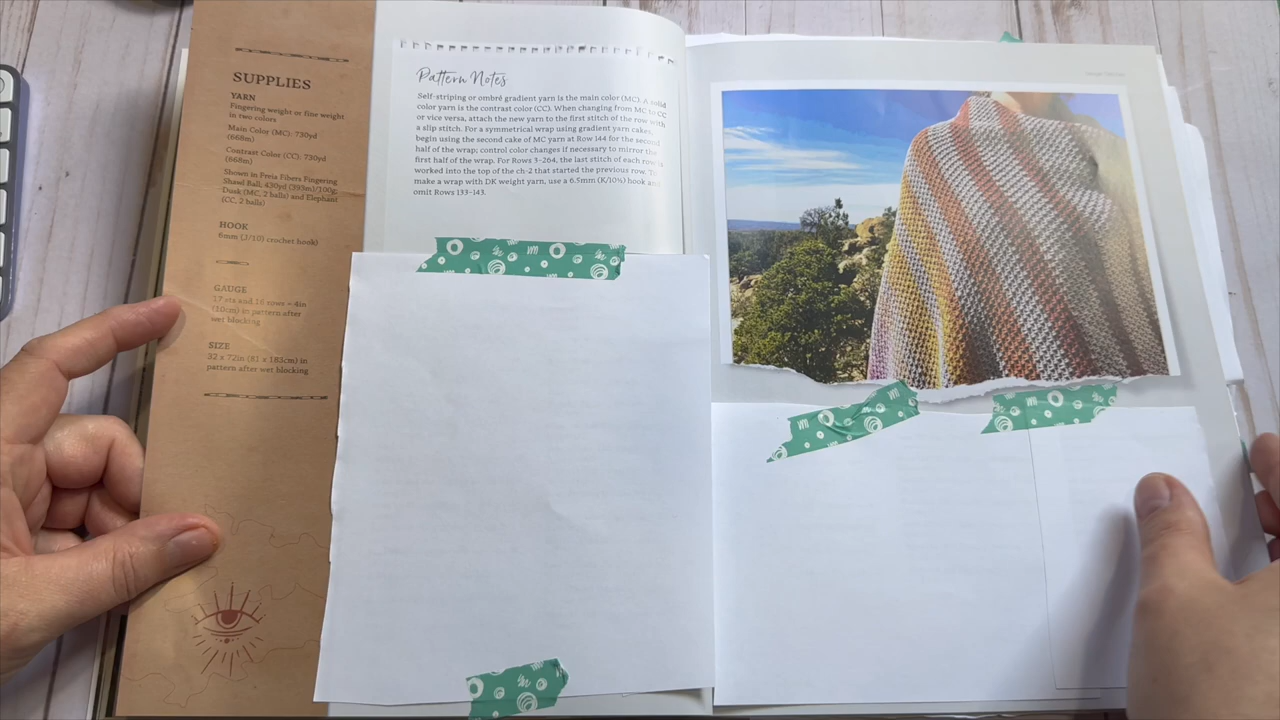 SUPPLIES
YARN
Fingering weight or fine weight
in two colors
Main Color (MC): 730yd
(668m)
Contrast Color (CC): 730yd
(668m)
Shown in Freia Fibers Fingering
Shawl Ball, 430yd (393m)/100g:
Dusk (MC, 2 balls) and Elephant
(CC, 2 balls)
HOOK
6mm (J/10) crochet hook)
GAUGE
17 sts and 16 rows = 4in
(10cm) in pattern after
wet blocking
SIZE
32 x 72in (81 x 183cm) in
pattern after wet blocking
Pattern Notes
Self-striping or ombré gradient yarn is the main color (MC). A solid
color yarn is the contrast color (CC). When changing from MC to CC
or vice versa, attach the new yarn to the first stitch of the row with
a slip stitch. For a symmetrical wrap using gradient yarn cakes,
begin using the second cake of MC yarn at Row 144 for the second
half of the wrap; control color changes if necessary to mirror the
first half of the wrap. For Rows 3–264, the last stitch of each row is
worked into the top of the ch-2 that started the previous row. To
make a wrap with DK weight yarn, use a 6.5mm (K/10½) hook and
omit Rows 133–143.